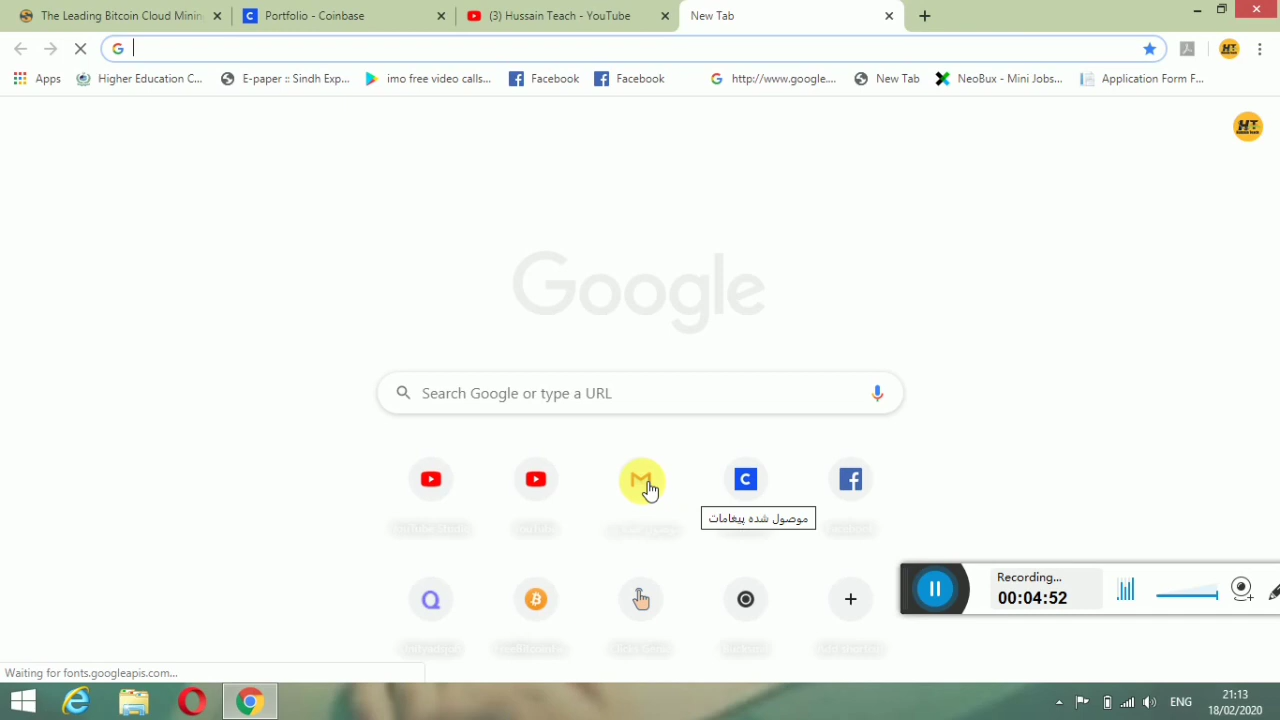 The Leading Bitcoin Cloud Minin
Portfolio - Coinbase
(3) Hussain Teach - YouTube
New Tab
Apps
Higher Education C...
E-paper :: Sindh Exp...
imo free video calls...
Facebook
Facebook
http://www.google....
New Tab
NeoBux - Mini Jobs...
Application Form F...
HT
Google
Search Google or type a URL
موصول شدہ پیغامات
Recording...
00:04:52
Waiting for fonts.googleapis.com...
ENG
21:13
18/02/2020